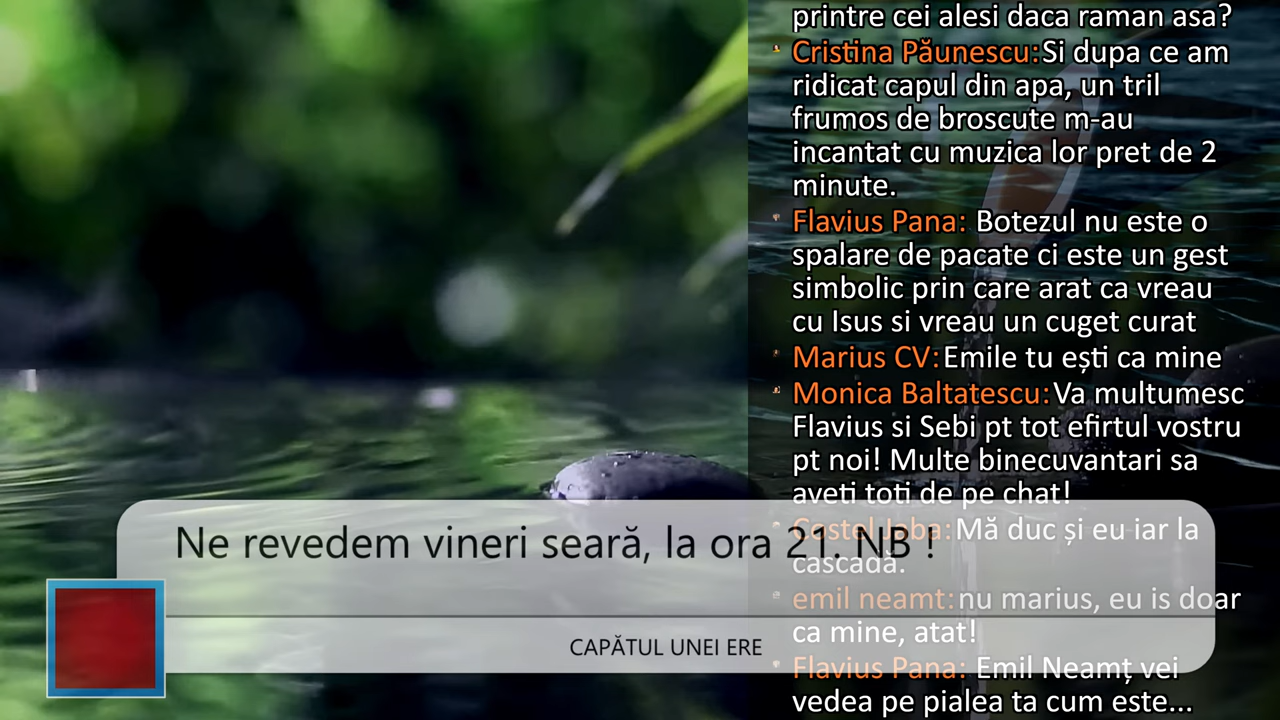 printre cei alesi daca raman asa?
Cristina Păunescu: Si dupa ce am
ridicat capul din apa, un tril
frumos de broscute m-au
incantat cu muzica lor pret de 2
minute.
Flavius Pana: Botezul nu este o
spalare de pacate ci este un gest
simbolic prin care arat ca vreau
cu Isus si vreau un cuget curat
Marius CV: Emile tu ești ca mine
Monica Baltatescu: Va multumesc
Flavius si Sebi pt tot efirtul vostru
pt noi! Multe binecuvantari sa
aveti toti de pe chat!
Costel Joba: Mă duc și eu iar la
cascadă.
emil neamt: nu marius, eu is doar
ca mine, atat!
Flavius Pana: Emil Neamț vei
vedea pe pialea ta cum este...
Ne revedem vineri seară, la ora 21. NB !
CAPĂTUL UNEI ERE